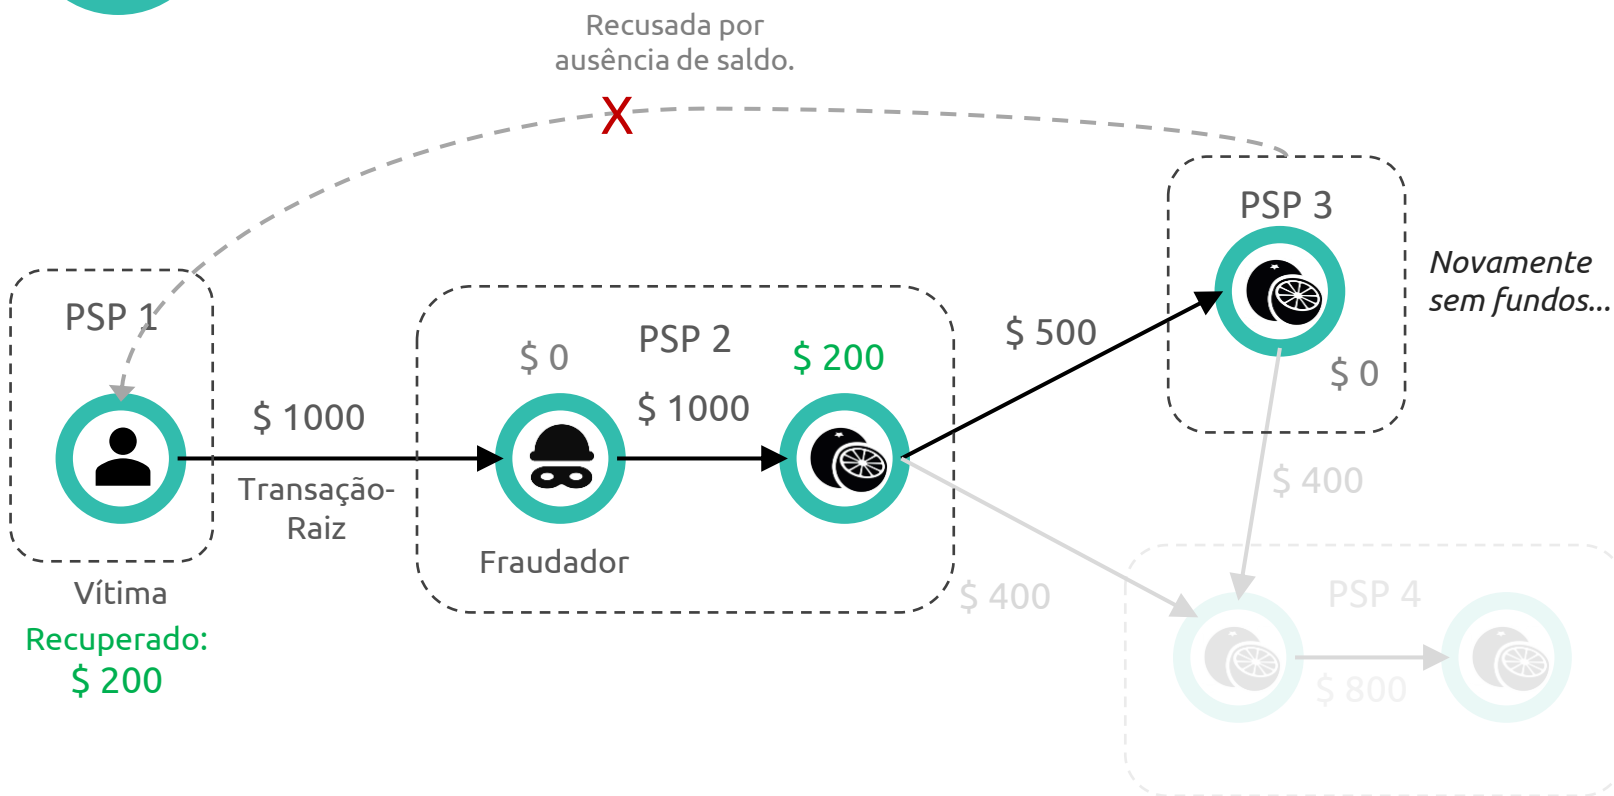 Recusada por
ausência de saldo.
X
PSP 3
Novamente
sem fundos...
PSP 1
PSP 2
$ 500
$ 0
$ 200
$ 0
$ 1000
$ 1000
Transação-
Raiz
$ 400
Fraudador
Vítima
$ 400
PSP 4
Recuperado:
$ 200
$ 800